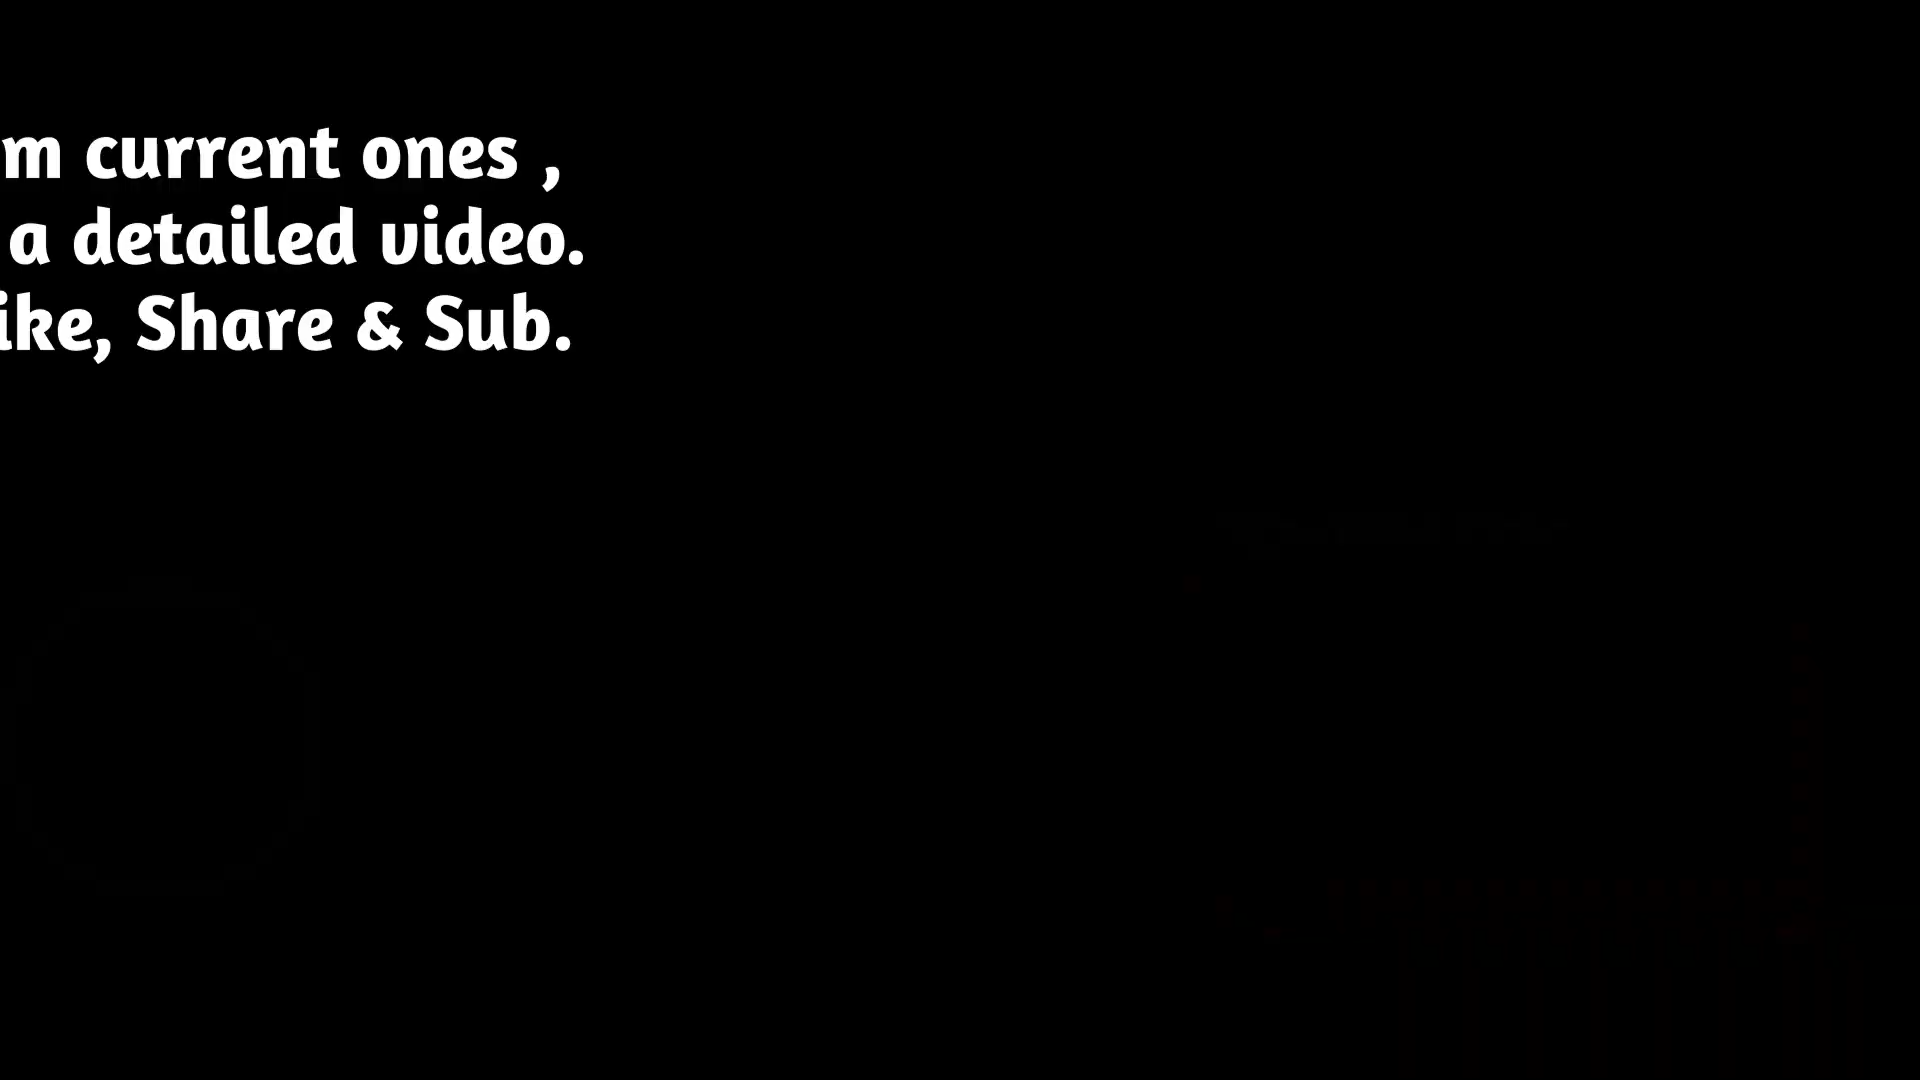 m current ones ,
a detailed video.
ike, Share & Sub.